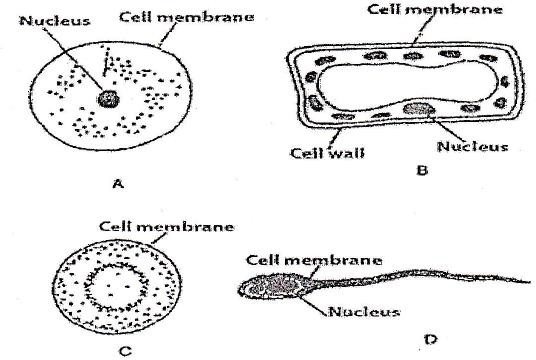 Nucleus
Cell membrane
A
Cell membrane
Cell wall
Nucleus
B
Cell membrane
C
Cell membrane
Nucleus
D